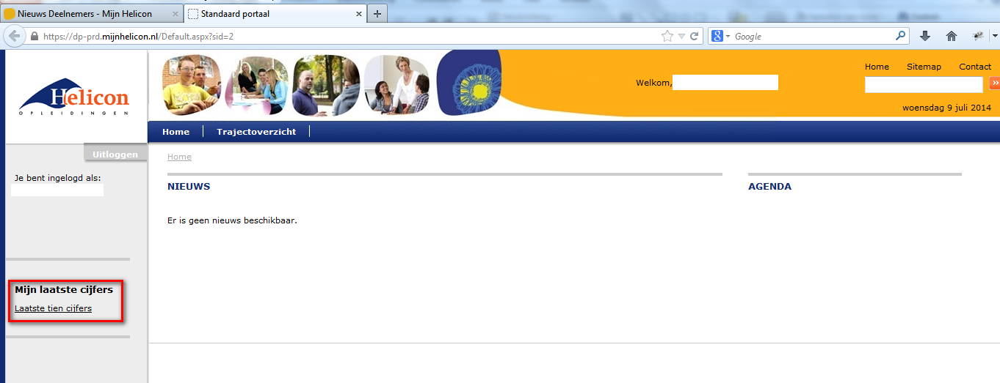 Nieuws Deelnemers - Mijn Helicon
Standaard portaal
https://dp-prd.mijnhelicon.nl/Default.aspx?sid=2
Google
Helicon
OPLEIDINGEN
Welkom,
Home Sitemap Contact
woensdag 9 juli 2014
Home Trajectoverzicht
Uitloggen
Je bent ingelogd als:
Mijn laatste cijfers
Laatste tien cijfers
Home
NIEUWS
Er is geen nieuws beschikbaar.
AGENDA